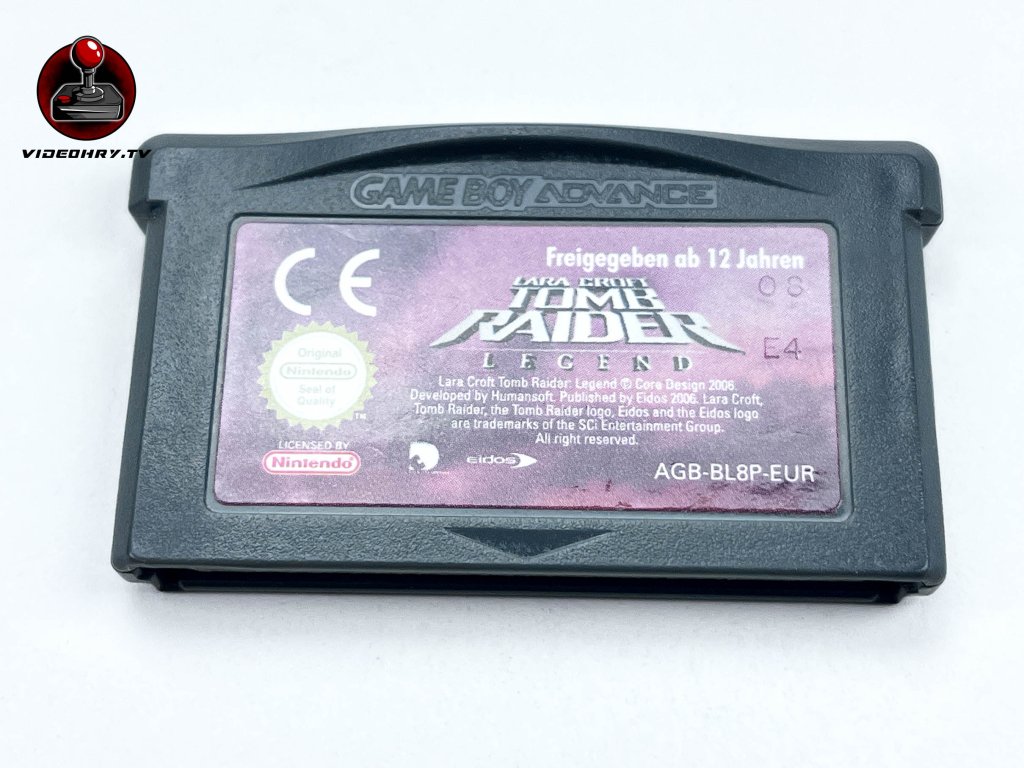 VIDEOHRY.TV
GAME BOY ADVANCE
CE
Freigegeben ab 12 Jahren
08
LARA CROFT
TOMB
RAIDER
LEGEND
E4
Original
Nintendo
Seal of
Quality
TM
Lara Croft Tomb Raider: Legend © Core Design 2006.
Developed by Humansoft. Published by Eidos 2006. Lara Croft,
Tomb Raider, the Tomb Raider logo, Eidos and the Eidos logo
are trademarks of the SCi Entertainment Group.
All right reserved.
LICENSED BY
Nintendo
eidos
AGB-BL8P-EUR